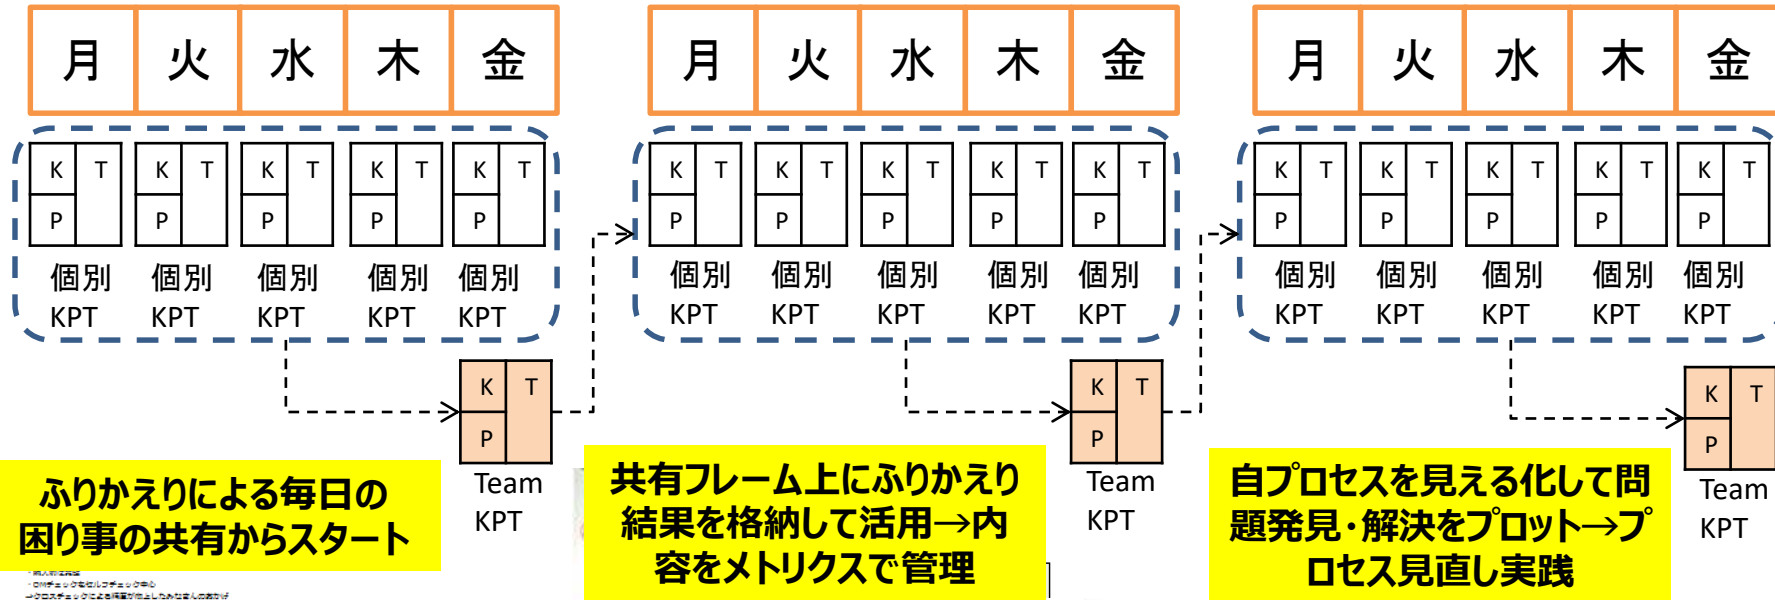 月 火 水 木 金
月 火 水 木 金
月 火 水 木 金
K T K T K T K T K T
P P P P P
個別 個別 個別 個別 個別
KPT KPT KPT KPT KPT
K T K T K T K T K T
P P P P P
個別 個別 個別 個別 個別
KPT KPT KPT KPT KPT
K T K T K T K T K T
P P P P P
個別 個別 個別 個別 個別
KPT KPT KPT KPT KPT
K T
P
Team
KPT
K T
P
Team
KPT
K T
P
Team
KPT
ふりかえりによる毎日の
困り事の共有からスタート
共有フレーム上にふりかえり
結果を格納して活用→内
容をメトリクスで管理
自プロセスを見える化して問
題発見・解決をプロット→プ
ロセス見直し実践